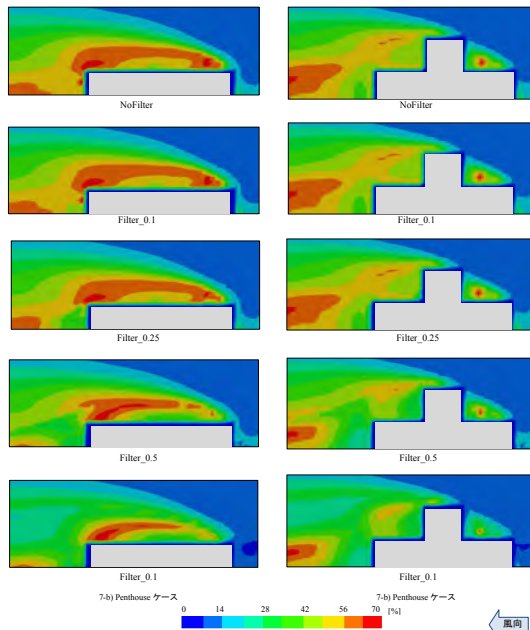 NoFilter NoFilter
Filter_0.1 Filter_0.1
Filter_0.25 Filter_0.25
Filter_0.5 Filter_0.5
Filter_0.1 Filter_0.1
7-b) Penthouse ケース 7-b) Penthouse ケース
0 14 28 42 56 70 [%]
風向